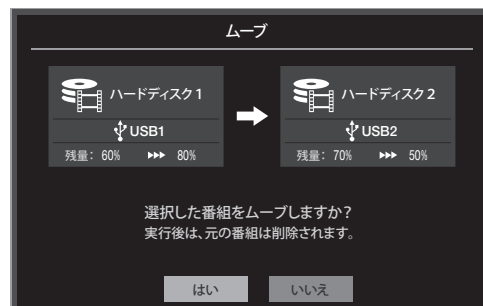 ムーブ
ハードディスク1
USB1
残量: 60% ▸▸▸ 80%
ハードディスク2
USB2
残量: 70% ▸▸▸ 50%
選択した番組をムーブしますか?
実行後は、元の番組は削除されます。
はい
いいえ